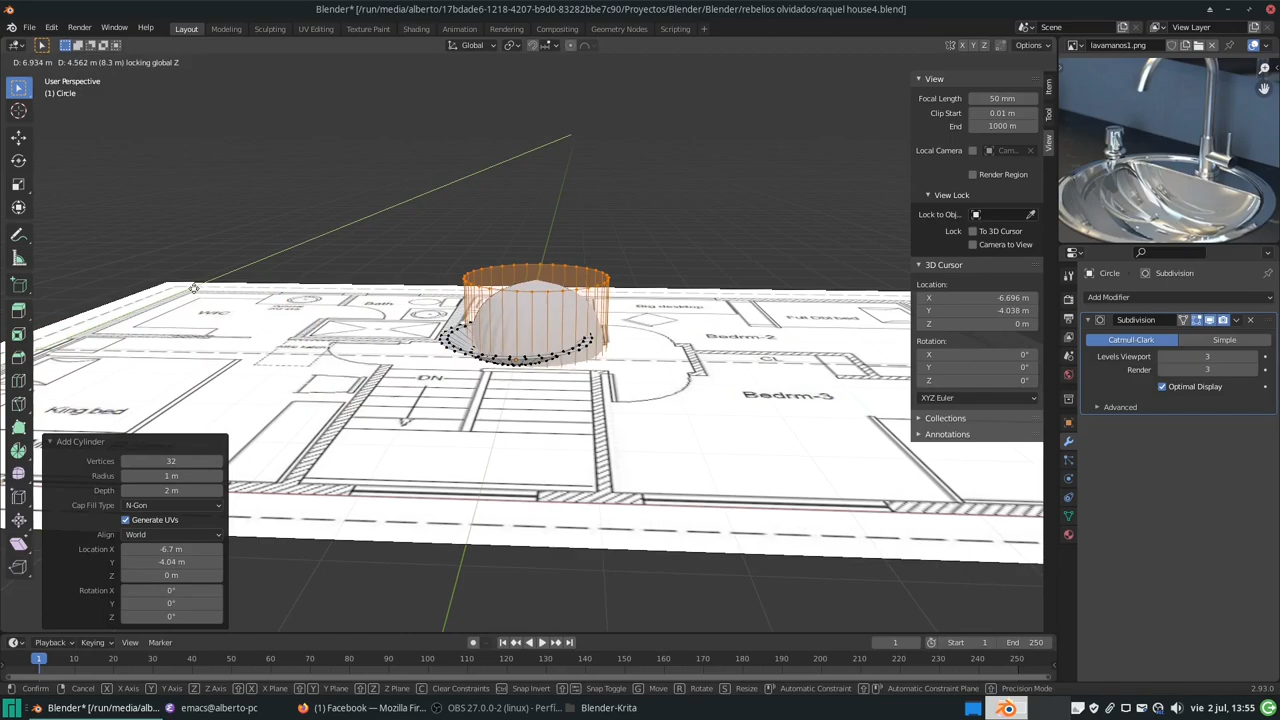 Blender* [/run/media/alberto/17bdade6-1218-4207-b9d0-83282bbe7c90/Proyectos/Blender/Blender/rebelios olvidados/raquel house4.blend]
File Edit Render Window Help Layout Modeling Sculpting UV Editing Texture Paint Shading Animation Rendering Compositing Geometry Nodes Scripting + Scene View Layer
Global X Y Z Options lavamanos1.png
D: 6.934 m D: 4.562 m (8.3 m) locking global Z
User Perspective
(1) Circle
View
Focal Length 50 mm
Clip Start 0.01 m
End 1000 m
Local Camera Cam...
Render Region
View Lock
Lock to Obj...
Lock: To 3D Cursor
Camera to View
3D Cursor
Location:
X -6.696 m
Y -4.038 m
Z 0 m
Rotation:
X 0°
Y 0°
Z 0°
XYZ Euler
Collections
Annotations
Item
Tool
View
Circle Subdivision
Add Modifier
Subdivision
Catmull-Clark Simple
Levels Viewport 3
Render 3
Optimal Display
Advanced
WIC
Bath
Big desktop
Bedrm-2
Full DBl bed
CL
King bed
DN
Bedrm-3
Add Cylinder
Vertices 32
Radius 1 m
Depth 2 m
Cap Fill Type N-Gon
Generate UVs
Align World
Location X -6.7 m
Y -4.04 m
Z 0 m
Rotation X 0°
Y 0°
Z 0°
Playback Keying View Marker 1 Start 1 End 250
1 10 20 30 40 50 60 70 80 90 100 110 120 130 140 150 160 170 180 190 200 210 220 230 240 250
Confirm Cancel X X Axis Y Y Axis Z Z Axis X X Plane Y Y Plane Z Z Plane C Clear Constraints Snap Invert Snap Toggle G Move R Rotate S Resize Automatic Constraint Automatic Constraint Plane Precision Mode 2.93.0
Blender* [/run/media/alb... emacs@alberto-pc (1) Facebook — Mozilla Fir... OBS 27.0.0-2 (linux) - Perfi... Blender-Krita vie 2 jul, 13:55